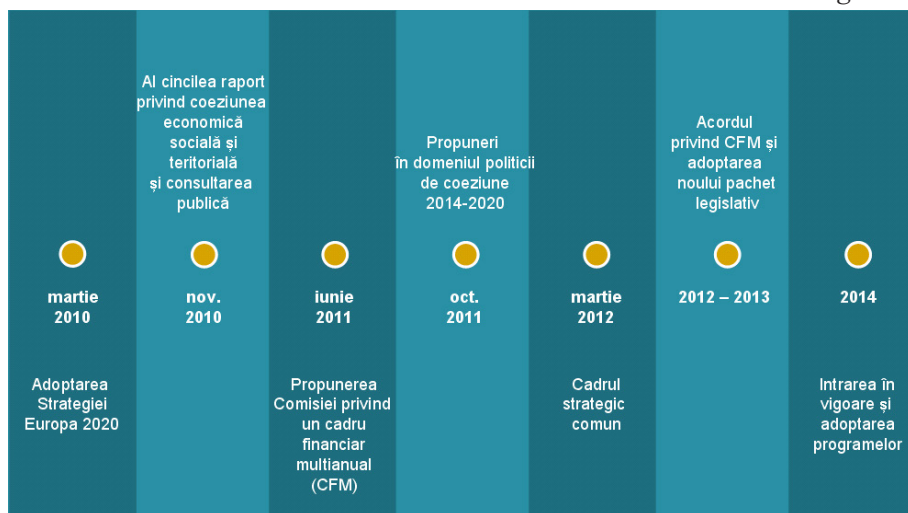 Al cincilea raport
privind coeziunea
economică
socială și
teritorială
și consultarea
publică
Propuneri
în domeniul politicii
de coeziune
2014-2020
Acordul
privind CFM și
adoptarea
noului pachet
legislativ
martie
2010
nov.
2010
iunie
2011
oct.
2011
martie
2012
2012 – 2013
2014
Adoptarea
Strategiei
Europa 2020
Propunerea
Comisiei privind
un cadru
financiar
multianual
(CFM)
Cadrul
strategic
comun
Intrarea în
vigoare și
adoptarea
programelor